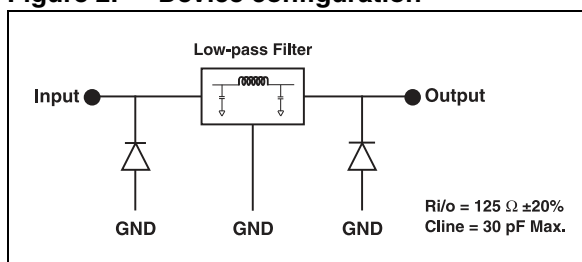 Figure 2. Device configuration
Low-pass Filter
Input
Output
GND
GND
GND
Ri/o = 125 Ω ±20%
Cline = 30 pF Max.